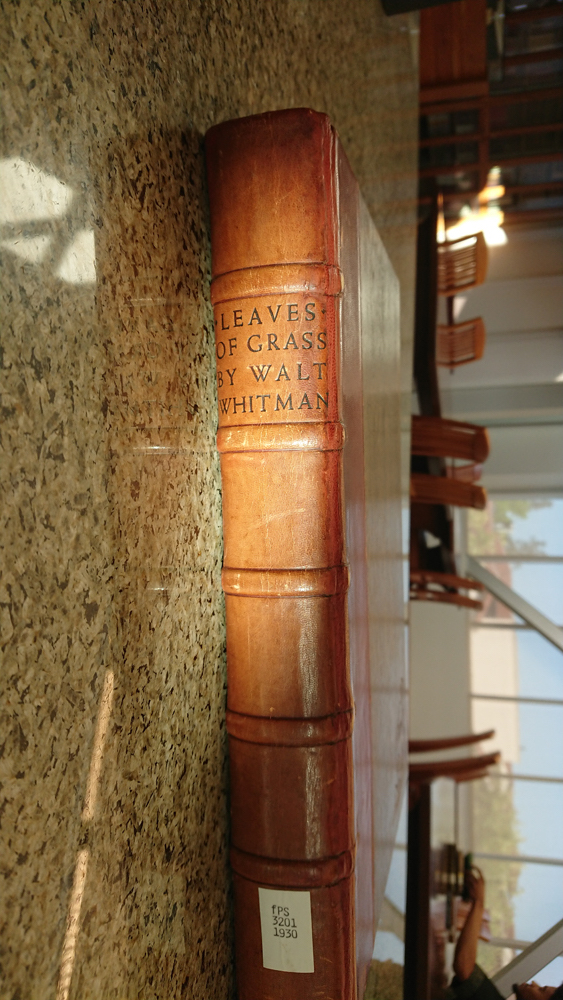 LEAVES·
OF GRASS
BY WALT
WHITMAN
fPS
3201
1930